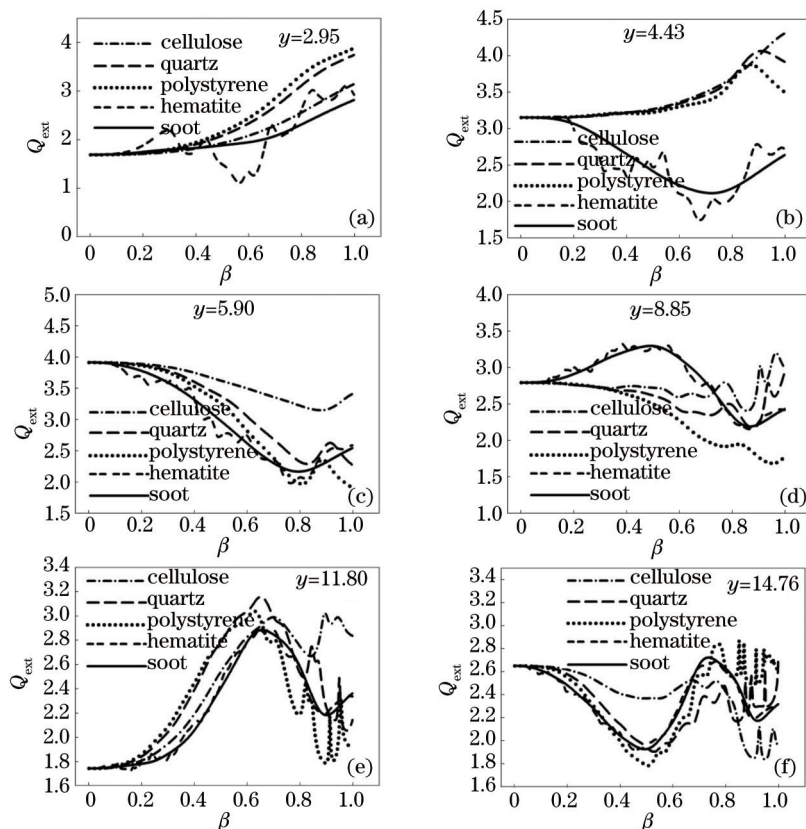 y=2.95
cellulose
quartz
polystyrene
hematite
soot
4
3
2
1
0
Q_ext
(a)
0 0.2 0.4 0.6 0.8 1.0
β
y=4.43
4.5
4.0
3.5
3.0
2.5
2.0
1.5
Q_ext
cellulose
quartz
polystyrene
hematite
soot
(b)
0 0.2 0.4 0.6 0.8 1.0
β
y=5.90
5.0
4.5
4.0
3.5
3.0
2.5
2.0
1.5
Q_ext
cellulose
quartz
polystyrene
hematite
soot
(c)
0 0.2 0.4 0.6 0.8 1.0
β
y=8.85
4.0
3.5
3.0
2.5
2.0
1.5
1.0
Q_ext
cellulose
quartz
polystyrene
hematite
soot
(d)
0 0.2 0.4 0.6 0.8 1.0
β
y=11.80
3.4
3.2
3.0
2.8
2.6
2.4
2.2
2.0
1.8
1.6
Q_ext
cellulose
quartz
polystyrene
hematite
soot
(e)
0 0.2 0.4 0.6 0.8 1.0
β
y=14.76
3.4
3.2
3.0
2.8
2.6
2.4
2.2
2.0
1.8
1.6
Q_ext
cellulose
quartz
polystyrene
hematite
soot
(f)
0 0.2 0.4 0.6 0.8 1.0
β